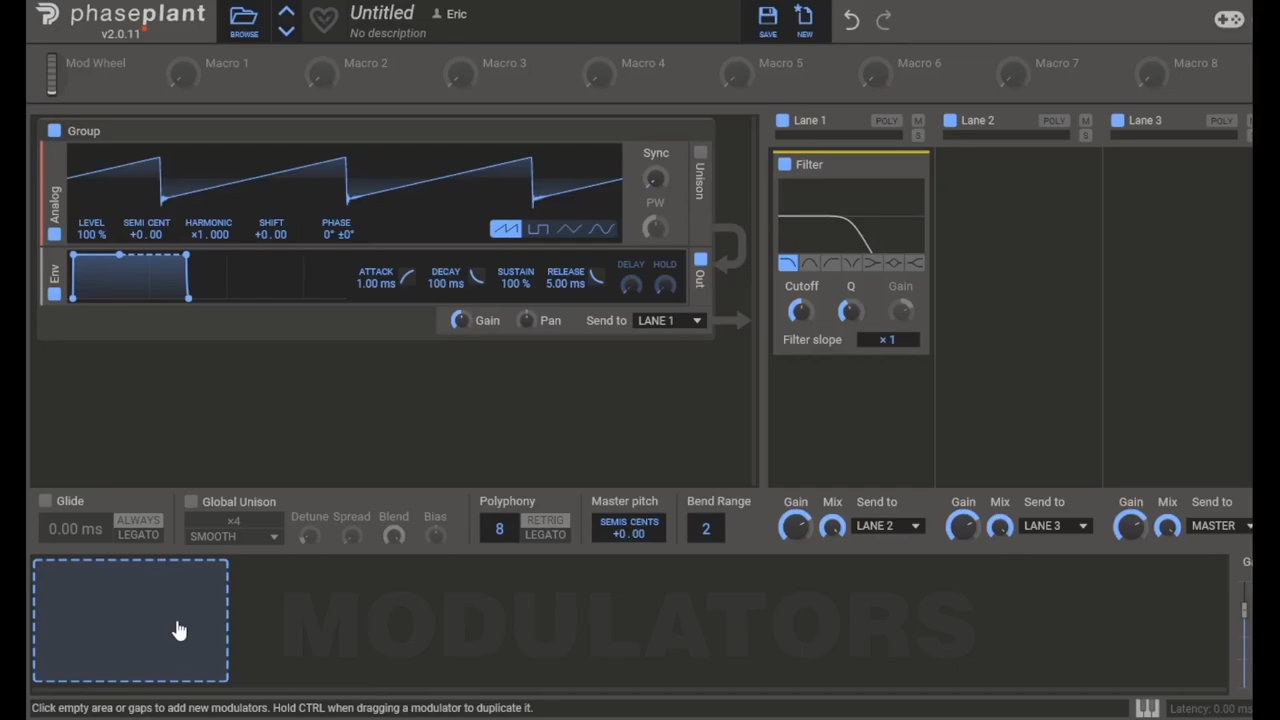 phaseplant
v2.0.11
BROWSE
Untitled
No description
Eric
SAVE
NEW
Mod Wheel
Macro 1
Macro 2
Macro 3
Macro 4
Macro 5
Macro 6
Macro 7
Macro 8
Group
Analog
LEVEL
100 %
SEMI CENT
+0.00
HARMONIC
×1.000
SHIFT
+0.00
PHASE
0° ±0°
Sync
PW
Unison
Env
ATTACK
1.00 ms
DECAY
100 ms
SUSTAIN
100 %
RELEASE
5.00 ms
DELAY
HOLD
Out
Gain
Pan
Send to
LANE 1
Lane 1
POLY
M
S
Lane 2
POLY
M
S
Lane 3
POLY
M
S
Filter
Cutoff
Q
Gain
Filter slope
× 1
Glide
0.00 ms
ALWAYS
LEGATO
Global Unison
×4
SMOOTH
Detune
Spread
Blend
Bias
Polyphony
8
RETRIG
LEGATO
Master pitch
SEMIS CENTS
+0.00
Bend Range
2
Gain
Mix
Send to
LANE 2
Gain
Mix
Send to
LANE 3
Gain
Mix
Send to
MASTER
MODULATORS
Click empty area or gaps to add new modulators. Hold CTRL when dragging a modulator to duplicate it.
Latency: 0.00 ms